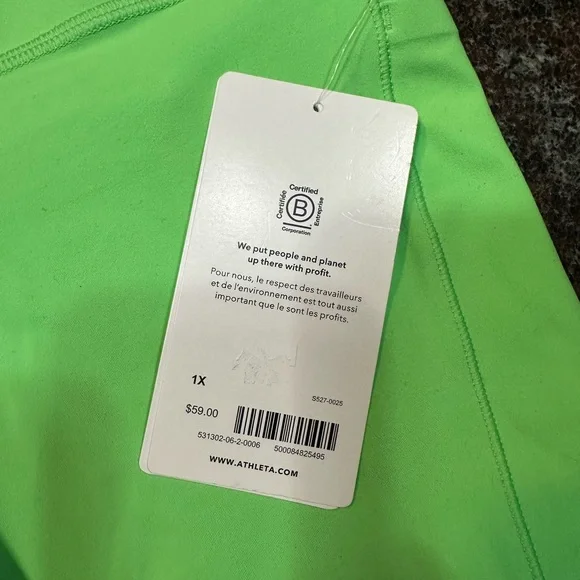 Certified
Certifiée
B
Entreprise
Corporation
We put people and planet
up there with profit.
Pour nous, le respect des travailleurs
et de l'environnement est tout aussi
important que le sont les profits.
1X
S527-0025
$59.00
531302-06-2-0006 500084825495
WWW.ATHLETA.COM